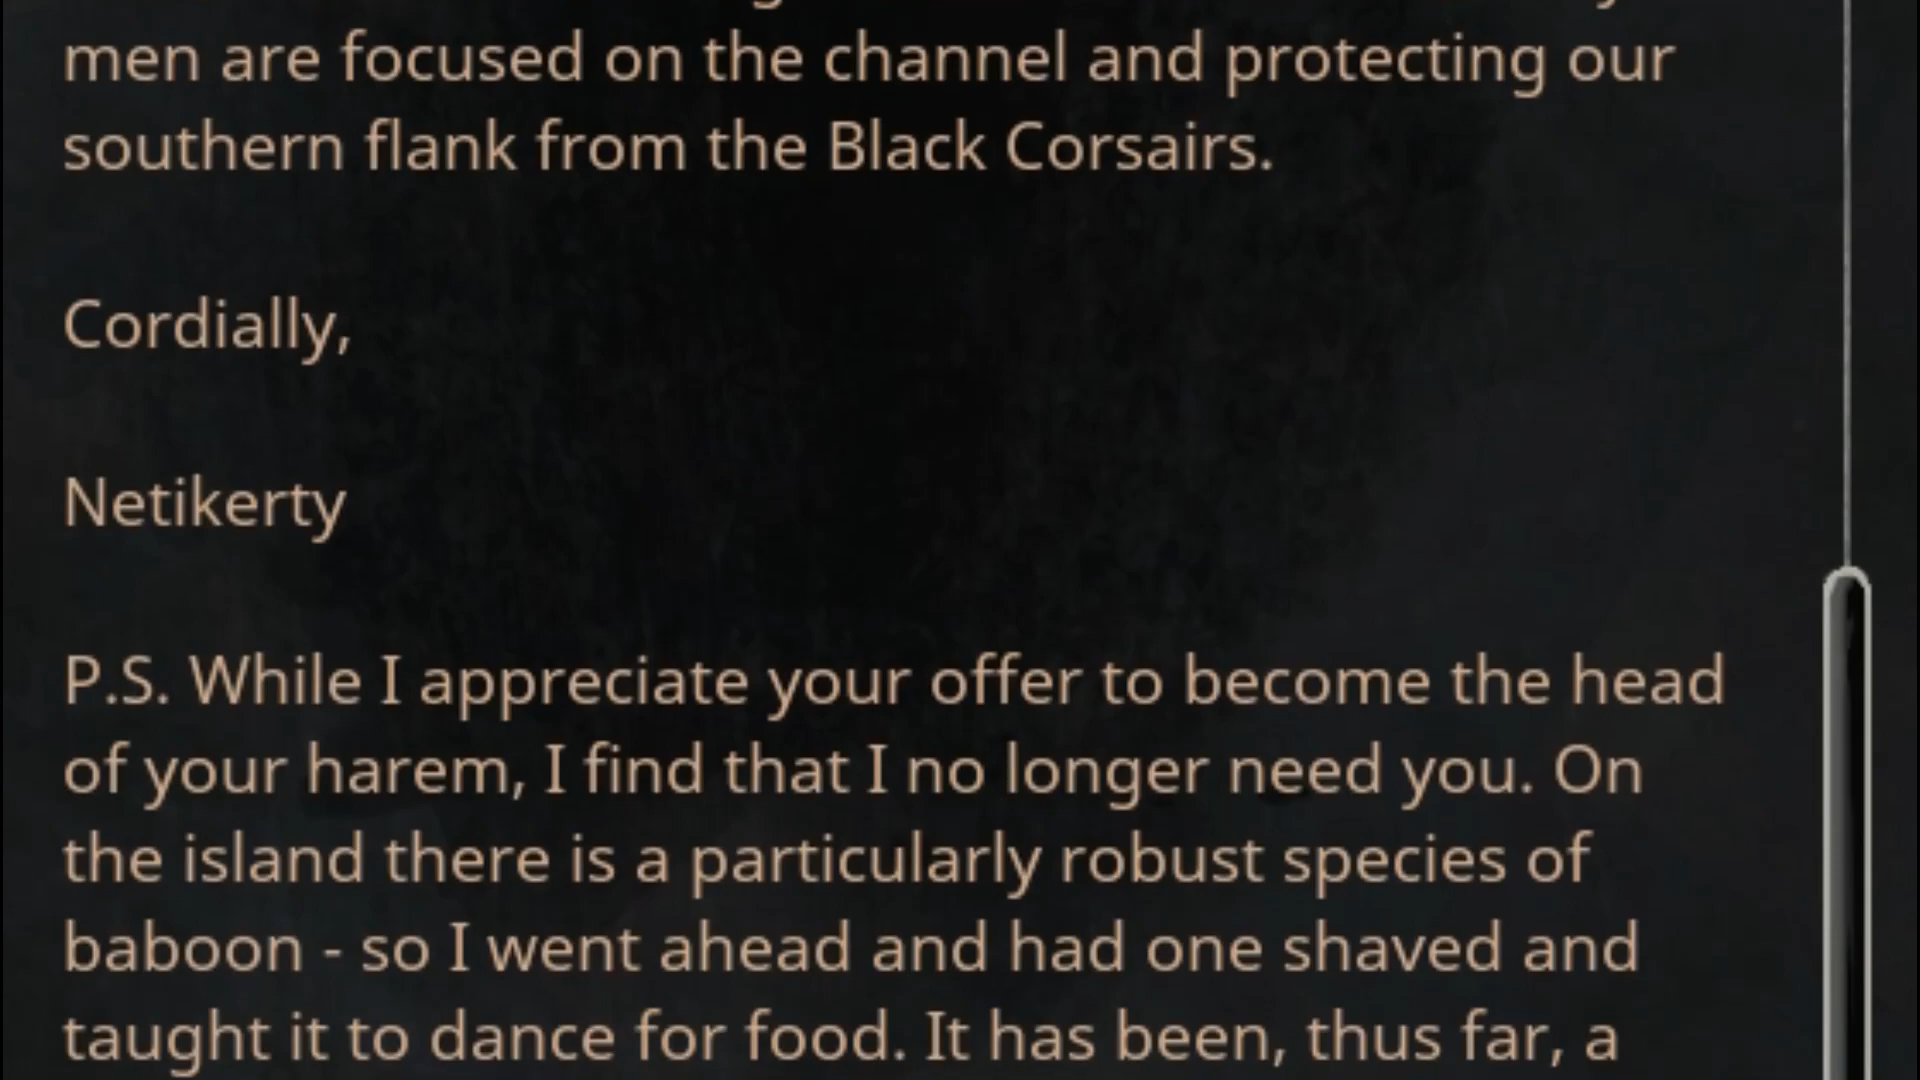 men are focused on the channel and protecting our
southern flank from the Black Corsairs.
Cordially,
Netikerty
P.S. While I appreciate your offer to become the head
of your harem, I find that I no longer need you. On
the island there is a particularly robust species of
baboon - so I went ahead and had one shaved and
taught it to dance for food. It has been, thus far, a